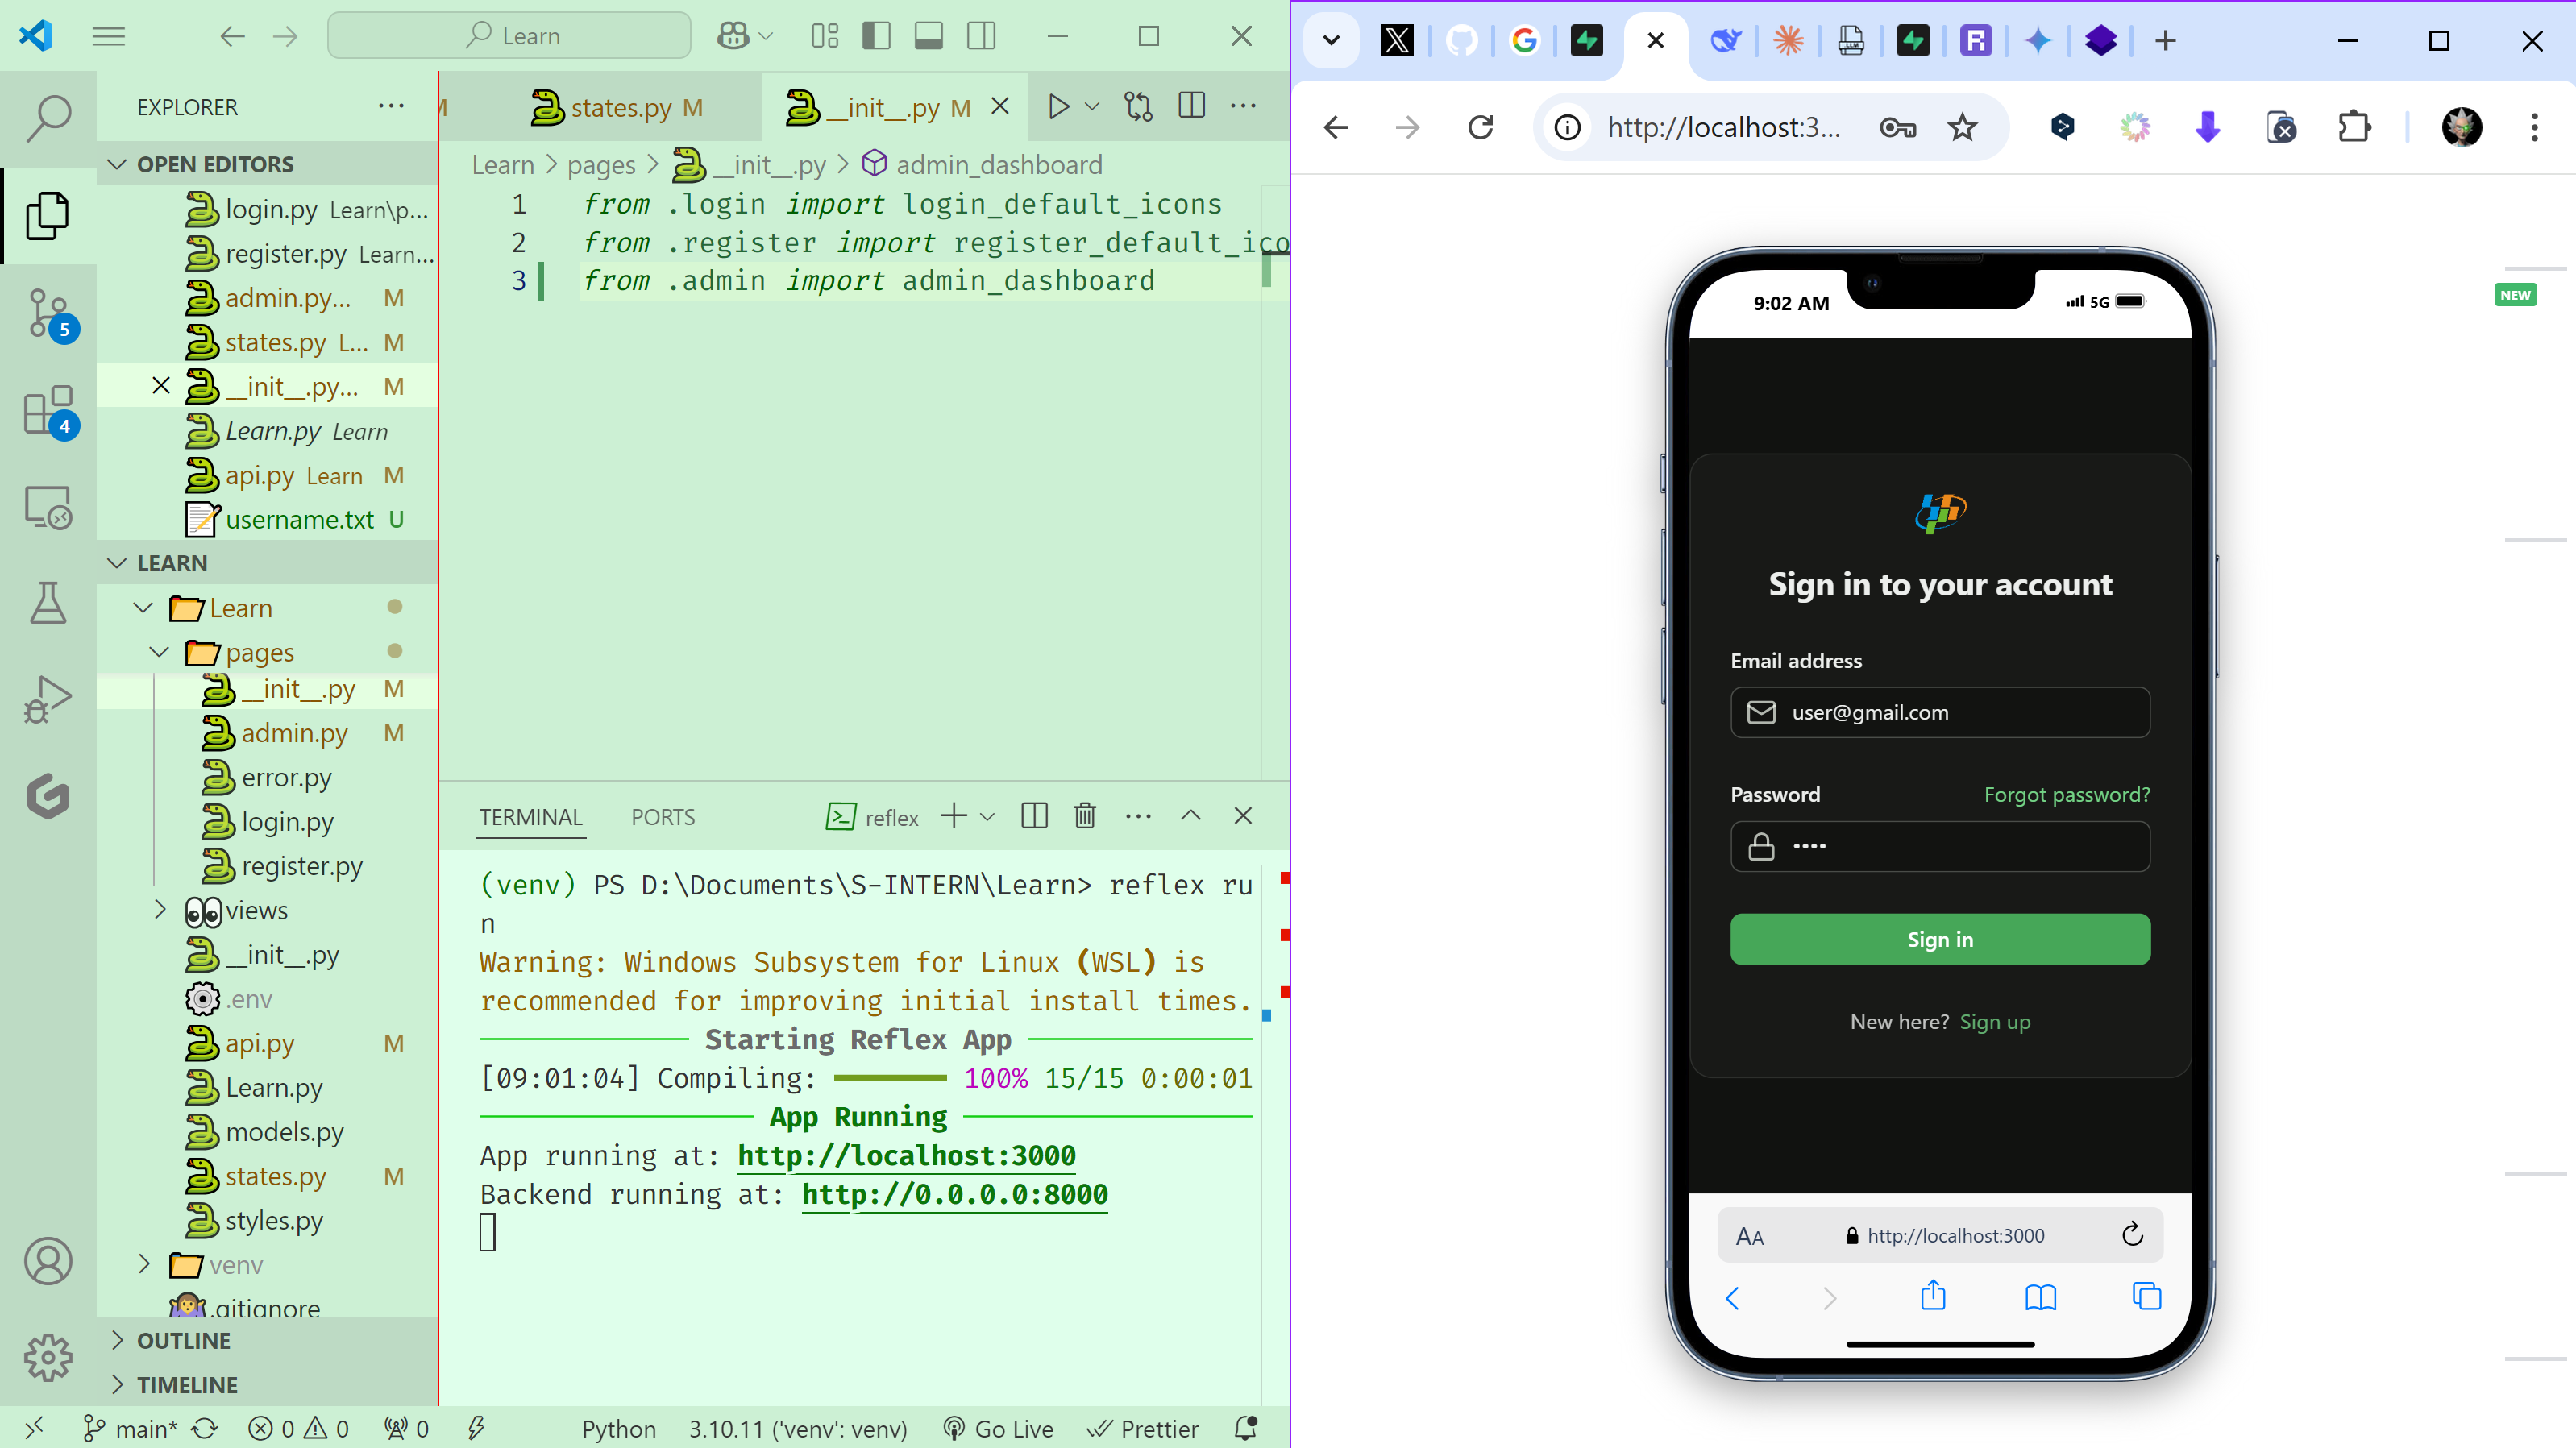 Learn
EXPLORER
OPEN EDITORS
login.py Learn\p...
register.py Learn...
admin.py... M
states.py L... M
__init__.py... M
Learn.py Learn
api.py Learn M
username.txt U
LEARN
Learn
pages
__init__.py M
admin.py M
error.py
login.py
register.py
views
__init__.py
.env
api.py M
Learn.py
models.py
states.py M
styles.py
venv
.gitignore
OUTLINE
TIMELINE
5
4
states.py M
__init__.py M
Learn > pages > __init__.py > admin_dashboard
1 from .login import login_default_icons
2 from .register import register_default_ico
3 from .admin import admin_dashboard
TERMINAL PORTS reflex
(venv) PS D:\Documents\S-INTERN\Learn> reflex ru
n
Warning: Windows Subsystem for Linux (WSL) is
recommended for improving initial install times.
Starting Reflex App
[09:01:04] Compiling: 100% 15/15 0:00:01
App Running
App running at: http://localhost:3000
Backend running at: http://0.0.0.0:8000
main* 0 0 0 Python 3.10.11 ('venv': venv) Go Live Prettier
http://localhost:3...
NEW
9:02 AM 5G
Sign in to your account
Email address
user@gmail.com
Password Forgot password?
Sign in
New here? Sign up
AA http://localhost:3000